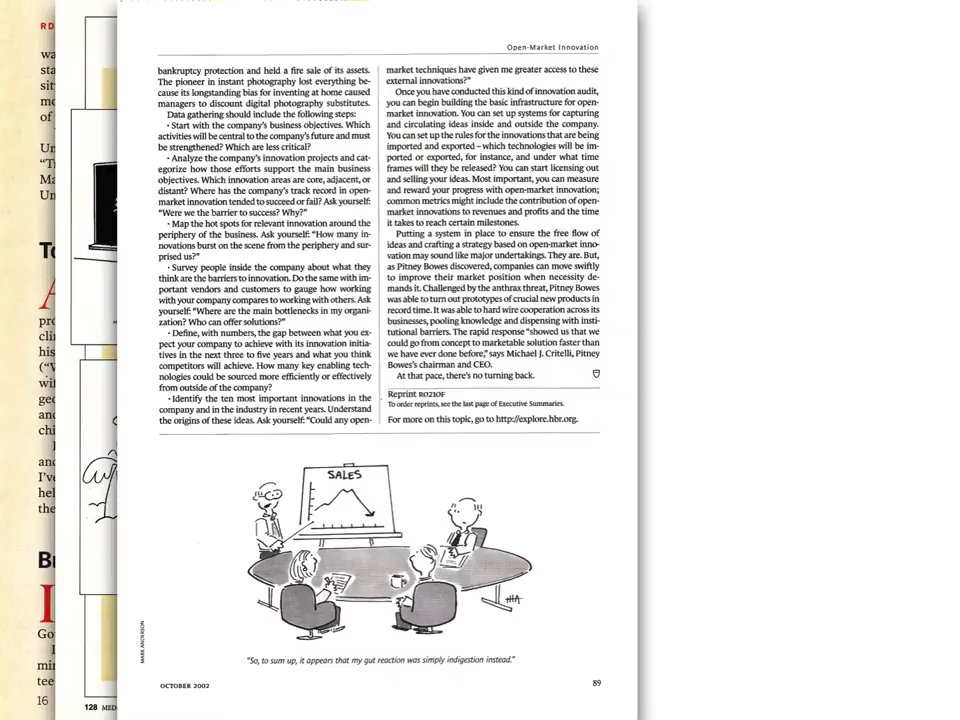 RD
wa
sta
sit
mo
of
Un
"T
Ma
Un
To
A
pro
clin
his
("V
wif
geo
and
chi
I
and
I've
hel
the
Bu
I
Go
I
min
tee
16
128 MED
Open-Market Innovation
bankruptcy protection and held a fire sale of its assets.
The pioneer in instant photography lost everything be-
cause its longstanding bias for inventing at home caused
managers to discount digital photography substitutes.
Data gathering should include the following steps:
• Start with the company's business objectives. Which
activities will be central to the company's future and must
be strengthened? Which are less critical?
• Analyze the company's innovation projects and cat-
egorize how those efforts support the main business
objectives. Which innovation areas are core, adjacent, or
distant? Where has the company's track record in open-
market innovation tended to succeed or fail? Ask yourself:
"Were we the barrier to success? Why?"
• Map the hot spots for relevant innovation around the
periphery of the business. Ask yourself: "How many in-
novations burst on the scene from the periphery and sur-
prised us?"
• Survey people inside the company about what they
think are the barriers to innovation. Do the same with im-
portant vendors and customers to gauge how working
with your company compares to working with others. Ask
yourself: "Where are the main bottlenecks in my organi-
zation? Who can offer solutions?"
• Define, with numbers, the gap between what you ex-
pect your company to achieve with its innovation initia-
tives in the next three to five years and what you think
competitors will achieve. How many key enabling tech-
nologies could be sourced more efficiently or effectively
from outside of the company?
• Identify the ten most important innovations in the
company and in the industry in recent years. Understand
the origins of these ideas. Ask yourself: "Could any open-
market techniques have given me greater access to these
external innovations?"
Once you have conducted this kind of innovation audit,
you can begin building the basic infrastructure for open-
market innovation. You can set up systems for capturing
and circulating ideas inside and outside the company.
You can set up the rules for the innovations that are being
imported and exported – which technologies will be im-
ported or exported, for instance, and under what time
frames will they be released? You can start licensing out
and selling your ideas. Most important, you can measure
and reward your progress with open-market innovation;
common metrics might include the contribution of open-
market innovations to revenues and profits and the time
it takes to reach certain milestones.
Putting a system in place to ensure the free flow of
ideas and crafting a strategy based on open-market inno-
vation may sound like major undertakings. They are. But,
as Pitney Bowes discovered, companies can move swiftly
to improve their market position when necessity de-
mands it. Challenged by the anthrax threat, Pitney Bowes
was able to turn out prototypes of crucial new products in
record time. It was able to hard wire cooperation across its
businesses, pooling knowledge and dispensing with insti-
tutional barriers. The rapid response "showed us that we
could go from concept to marketable solution faster than
we have ever done before," says Michael J. Critelli, Pitney
Bowes's chairman and CEO.
At that pace, there's no turning back.
Reprint R0210F
To order reprints, see the last page of Executive Summaries.
For more on this topic, go to http://explore.hbr.org.
SALES
MARK ANDERSON
"So, to sum up, it appears that my gut reaction was simply indigestion instead."
OCTOBER 2002
89